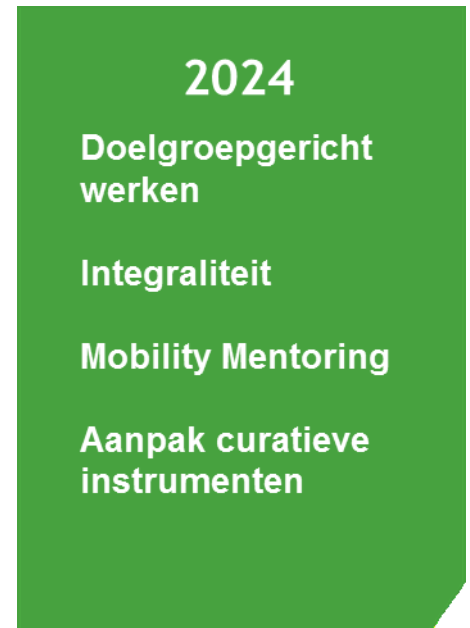 2024
Doelgroepgericht
werken
Integraliteit
Mobility Mentoring
Aanpak curatieve
instrumenten